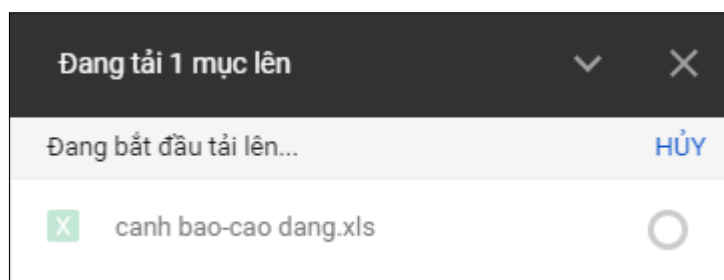 Đang tải 1 mục lên
Đang bắt đầu tải lên... HỦY
X canh bao-cao dang.xls